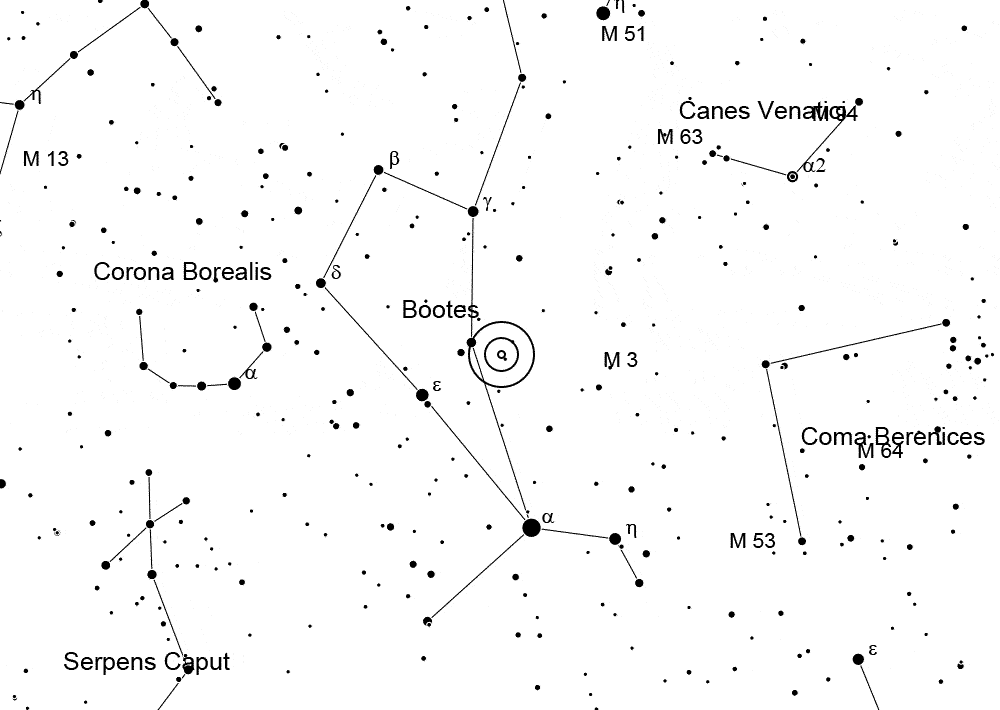 η
M 51
η
Canes Venatici
M 94
M 63
M 13
β
α2
γ
Corona Borealis
δ
Bootes
M 3
α
ε
Coma Berenices
M 64
α
η
M 53
Serpens Caput
ε